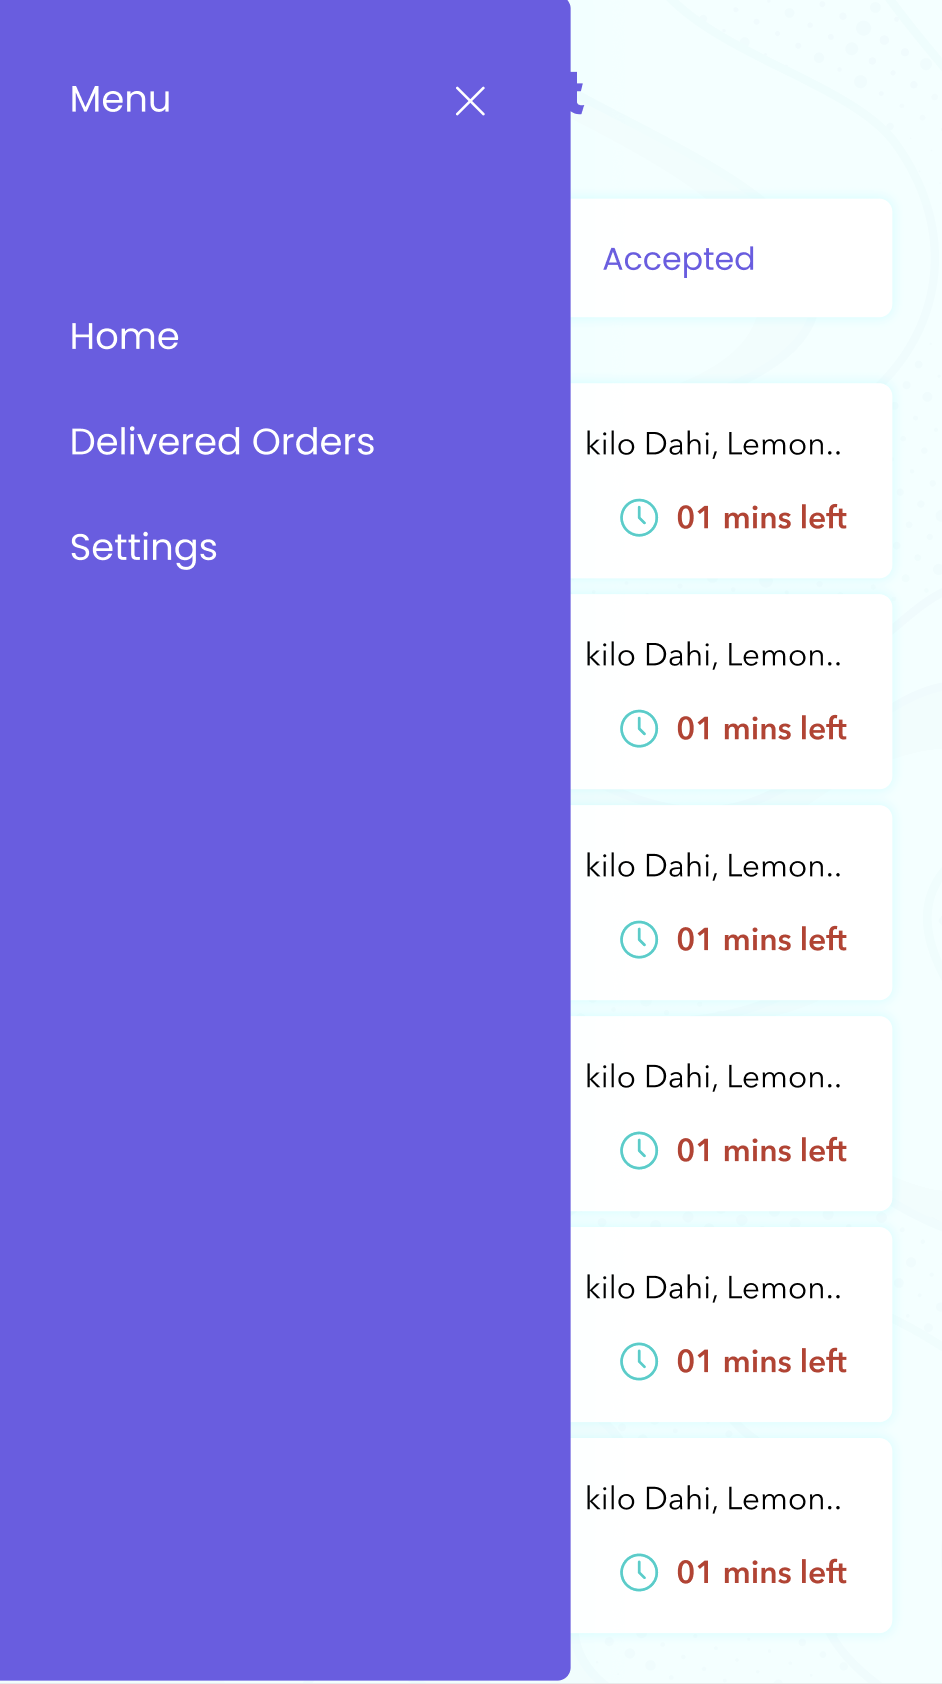 Menu
Accepted
Home
Delivered Orders
Settings
kilo Dahi, Lemon..
01 mins left
kilo Dahi, Lemon..
01 mins left
kilo Dahi, Lemon..
01 mins left
kilo Dahi, Lemon..
01 mins left
kilo Dahi, Lemon..
01 mins left
kilo Dahi, Lemon..
01 mins left